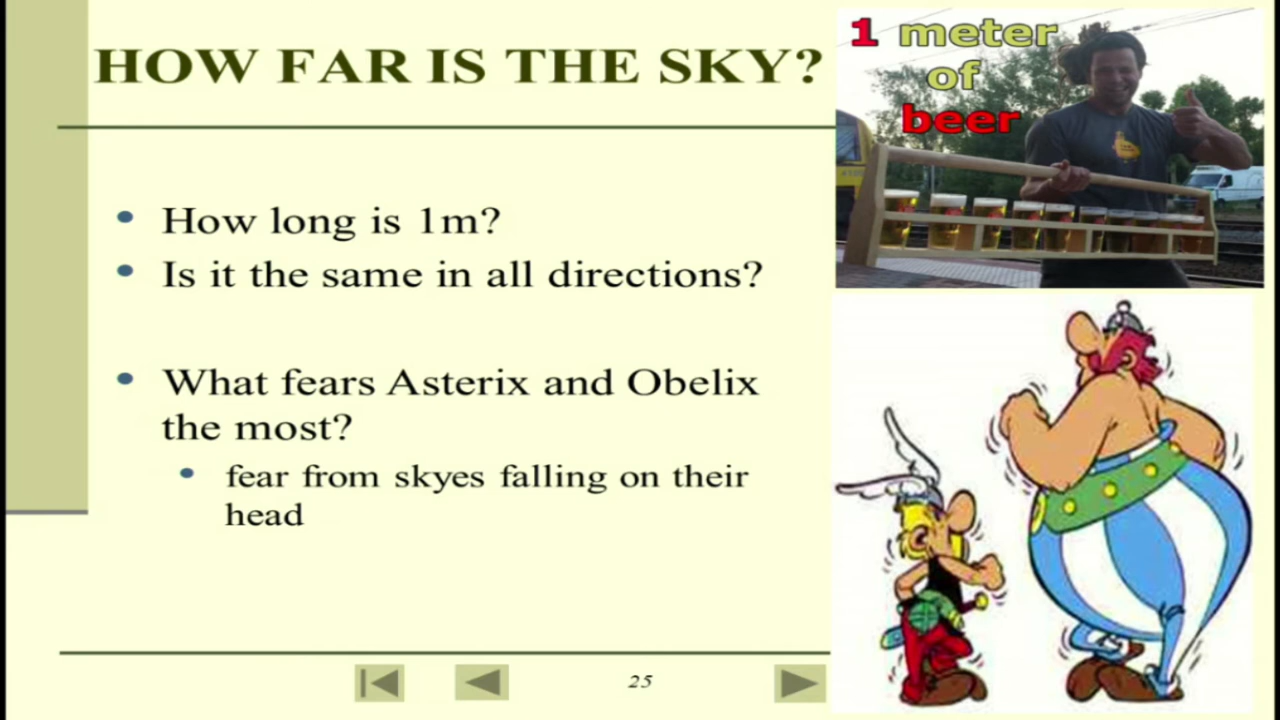 HOW FAR IS THE SKY?
1 meter
of
beer
How long is 1m?
Is it the same in all directions?
What fears Asterix and Obelix
the most?
fear from skyes falling on their
head
25